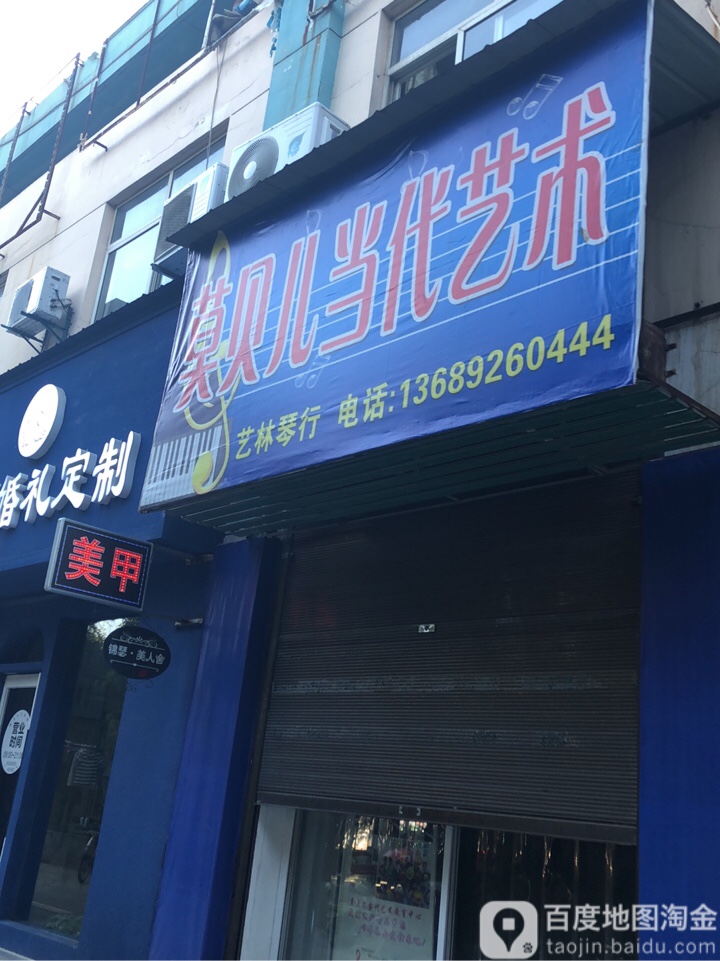 莫贝儿当代艺术
艺林琴行 电话:13689260444
婚礼定制
美甲
锦瑟·美人舍
营业
时间
百度地图淘金
taojin.baidu.com